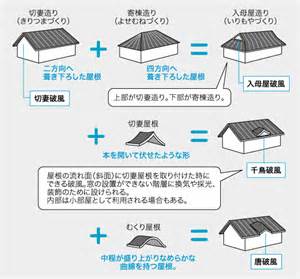 切妻造り
（きりつまづくり）
寄棟造り
（よせむねづくり）
入母屋造り
（いりもやづくり）
二方向へ
葺き下ろした屋根
四方向へ
葺き下ろした屋根
切妻破風
入母屋破風
上部が切妻造り。下部が寄棟造り。
切妻屋根
本を開いて伏せたような形
千鳥破風
屋根の流れ面（斜面）に切妻屋根を取り付けた時に
できる破風。窓の設置ができない階層に換気や採光、
装飾のために設けられる。
内部は小部屋として利用される場合もある。
むくり屋根
中程が盛り上がりなめらかな
曲線を持つ屋根。
唐破風